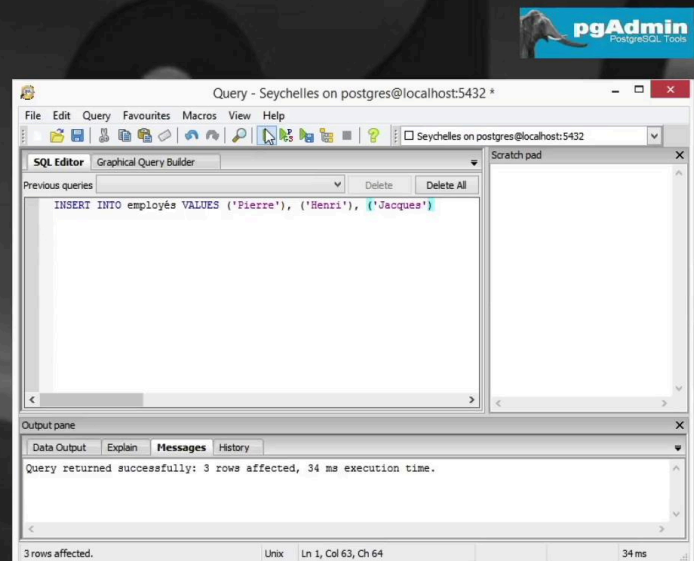 pgAdmin
PostgreSQL Tools
Query - Seychelles on postgres@localhost:5432 *
File Edit Query Favourites Macros View Help
Seychelles on postgres@localhost:5432
SQL Editor Graphical Query Builder
Scratch pad
Previous queries Delete Delete All
INSERT INTO employés VALUES ('Pierre'), ('Henri'), ('Jacques')
Output pane
Data Output Explain Messages History
Query returned successfully: 3 rows affected, 34 ms execution time.
3 rows affected. Unix Ln 1, Col 63, Ch 64 34 ms